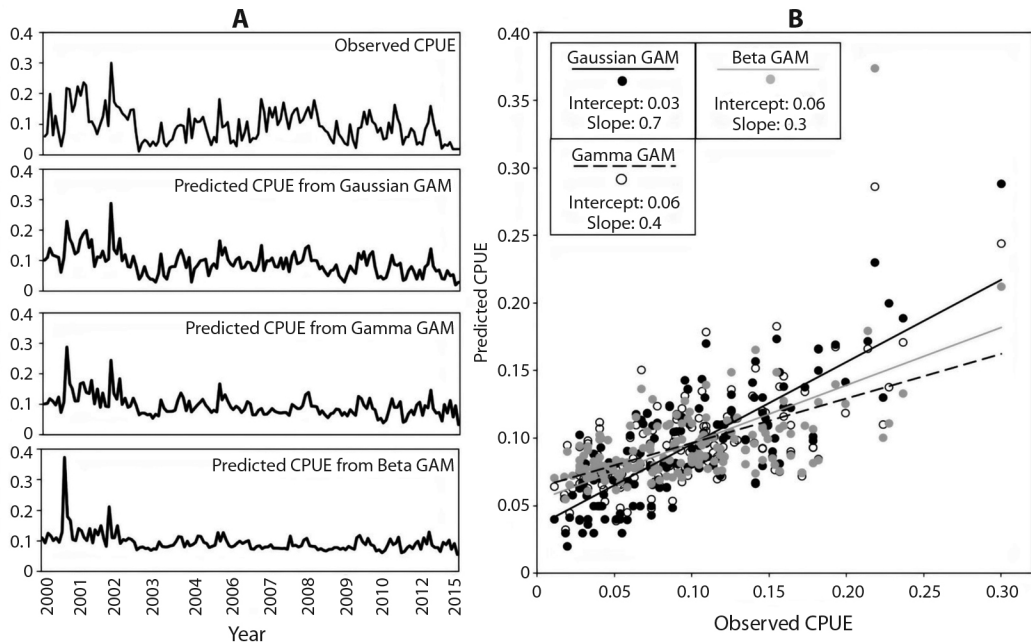 A
0.4
Observed CPUE
0.3
0.2
0.1
0
0.4
Predicted CPUE from Gaussian GAM
0.3
0.2
0.1
0
0.4
Predicted CPUE from Gamma GAM
0.3
0.2
0.1
0
0.4
Predicted CPUE from Beta GAM
0.3
0.2
0.1
0
2000 2001 2002 2003 2004 2006 2007 2008 2009 2010 2012 2015
Year
B
0.40
0.35
0.30
0.25
0.20
0.15
0.10
0.05
0
Predicted CPUE
Gaussian GAM
Intercept: 0.03
Slope: 0.7
Beta GAM
Intercept: 0.06
Slope: 0.3
Gamma GAM
Intercept: 0.06
Slope: 0.4
0 0.05 0.10 0.15 0.20 0.25 0.30
Observed CPUE